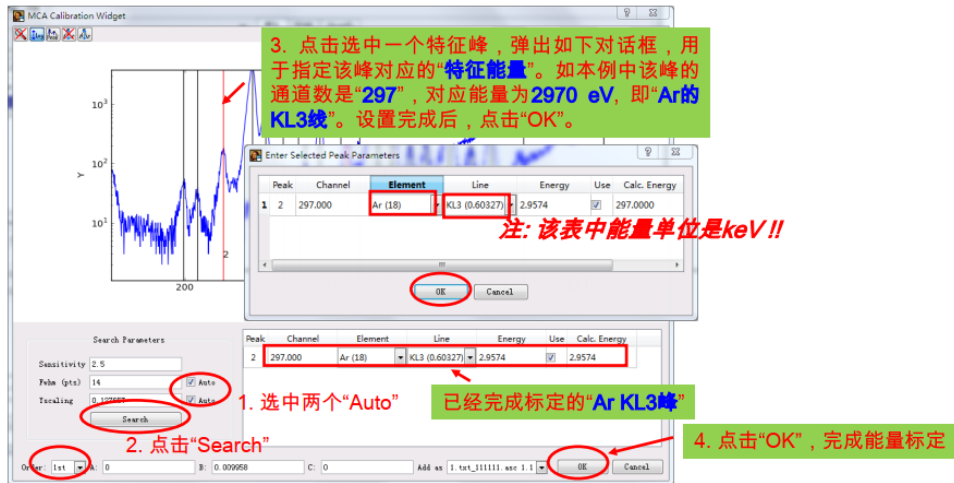 MCA Calibration Widget
3. 点击选中一个特征峰，弹出如下对话框，用
于指定该峰对应的“特征能量”。如本例中该峰的
通道数是“297”，对应能量为2970 eV, 即“Ar的
KL3线”。设置完成后，点击“OK”。
10³
10²
10¹
Y
2
200
Enter Selected Peak Parameters
Peak Channel Element Line Energy Use Calc. Energy
1 2 297.000 Ar (18) KL3 (0.60327) 2.9574 297.0000
注: 该表中能量单位是keV !!
OK Cancel
Search Parameters
Sensitivity 2.5
Fwhm (pts) 14 Auto
Yscaling Auto
Search
Peak Channel Element Line Energy Use Calc. Energy
2 297.000 Ar (18) KL3 (0.60327) 2.9574 2.9574
1. 选中两个“Auto”
已经完成标定的“Ar KL3峰”
2. 点击“Search”
4. 点击“OK”，完成能量标定
Order: 1st A: 0 B: 0.009958 C: 0 Add as 1.txt_111111.asc 1.1 OK Cancel